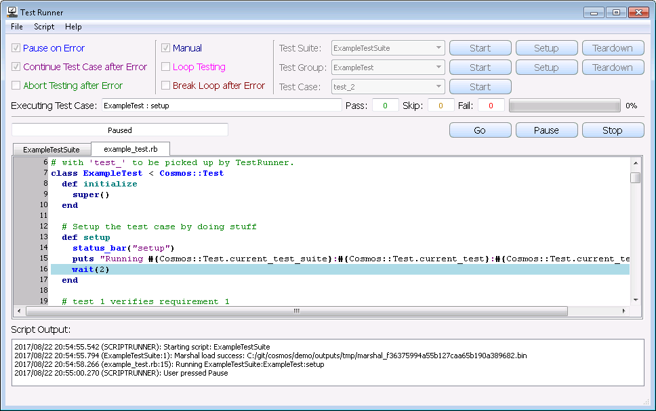 Test Runner
File Script Help
Pause on Error Manual Test Suite: ExampleTestSuite Start Setup Teardown
Continue Test Case after Error Loop Testing Test Group: ExampleTest Start Setup Teardown
Abort Testing after Error Break Loop after Error Test Case: test_2 Start
Executing Test Case: ExampleTest : setup Pass: 0 Skip: 0 Fail: 0 0%
Paused Go Pause Stop
ExampleTestSuite example_test.rb
6 # with 'test_' to be picked up by TestRunner.
7 class ExampleTest < Cosmos::Test
8 def initialize
9 super()
10 end
11
12 # Setup the test case by doing stuff
13 def setup
14 status_bar("setup")
15 puts "Running #{Cosmos::Test.current_test_suite}:#{Cosmos::Test.current_test}:#{Cosmos::Test.current_te
16 wait(2)
17 end
18
19 # test 1 verifies requirement 1
Script Output:
2017/08/22 20:54:55.542 (SCRIPTRUNNER): Starting script: ExampleTestSuite
2017/08/22 20:54:55.794 (ExampleTestSuite:1): Marshal load success: C:/git/cosmos/demo/outputs/tmp/marshal_f36375994a55b127caa65b190a389682.bin
2017/08/22 20:54:58.266 (example_test.rb:15): Running ExampleTestSuite:ExampleTest:setup
2017/08/22 20:55:00.270 (SCRIPTRUNNER): User pressed Pause